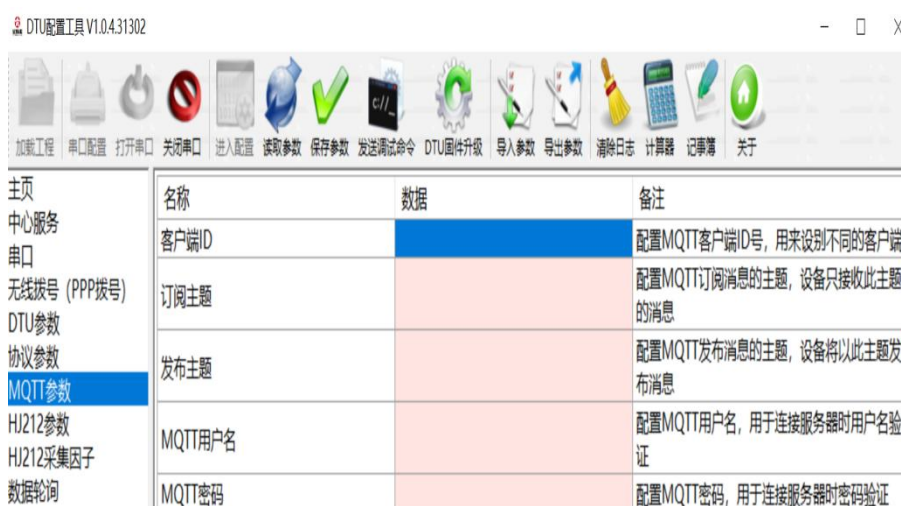 DTU配置工具 V1.0.4.31302
加载工程 串口配置 打开串口 关闭串口 进入配置 读取参数 保存参数 发送调试命令 DTU固件升级 导入参数 导出参数 清除日志 计算器 记事簿 关于
主页
中心服务
串口
无线拨号 (PPP拨号)
DTU参数
协议参数
MQTT参数
HJ212参数
HJ212采集因子
数据轮询
名称 数据 备注
客户端ID 配置MQTT客户端ID号，用来设别不同的客户端
订阅主题 配置MQTT订阅消息的主题，设备只接收此主题
的消息
发布主题 配置MQTT发布消息的主题，设备将以此主题发
布消息
MQTT用户名 配置MQTT用户名，用于连接服务器时用户名验
证
MQTT密码 配置MQTT密码，用于连接服务器时密码验证